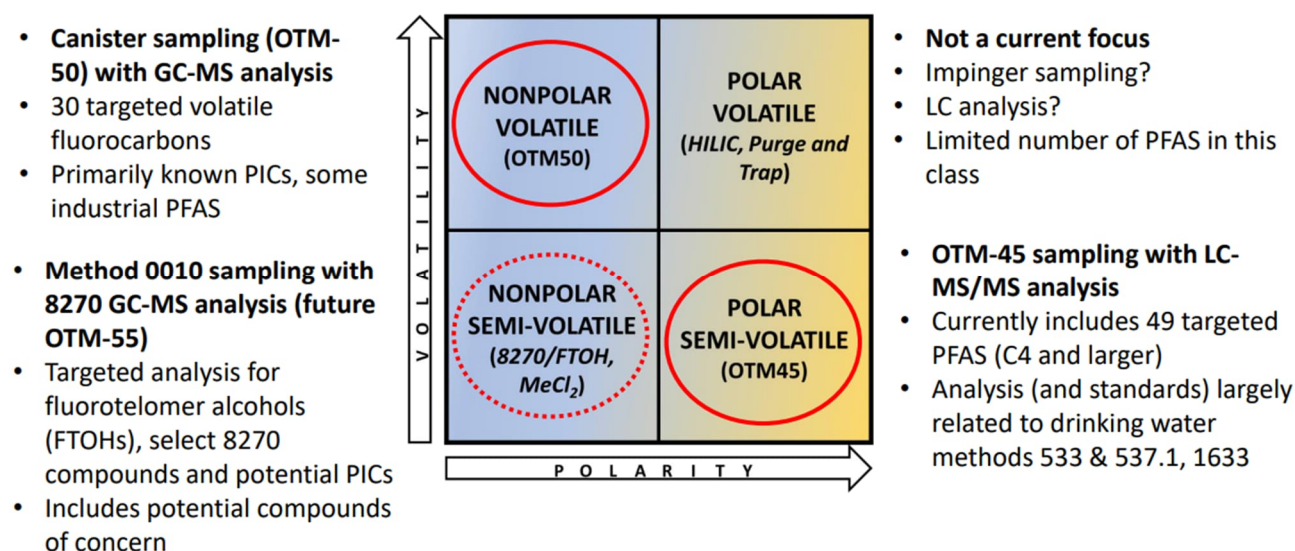 • Canister sampling (OTM-
50) with GC-MS analysis
• 30 targeted volatile
fluorocarbons
• Primarily known PICs, some
industrial PFAS
• Method 0010 sampling with
8270 GC-MS analysis (future
OTM-55)
• Targeted analysis for
fluorotelomer alcohols
(FTOHs), select 8270
compounds and potential PICs
• Includes potential compounds
of concern
VOLATILITY
NONPOLAR
VOLATILE
(OTM50)
POLAR
VOLATILE
(HILIC, Purge and
Trap)
NONPOLAR
SEMI-VOLATILE
(8270/FTOH,
MeCl₂)
POLAR
SEMI-VOLATILE
(OTM45)
POLARITY
• Not a current focus
• Impinger sampling?
• LC analysis?
• Limited number of PFAS in this
class
• OTM-45 sampling with LC-
MS/MS analysis
• Currently includes 49 targeted
PFAS (C4 and larger)
• Analysis (and standards) largely
related to drinking water
methods 533 & 537.1, 1633